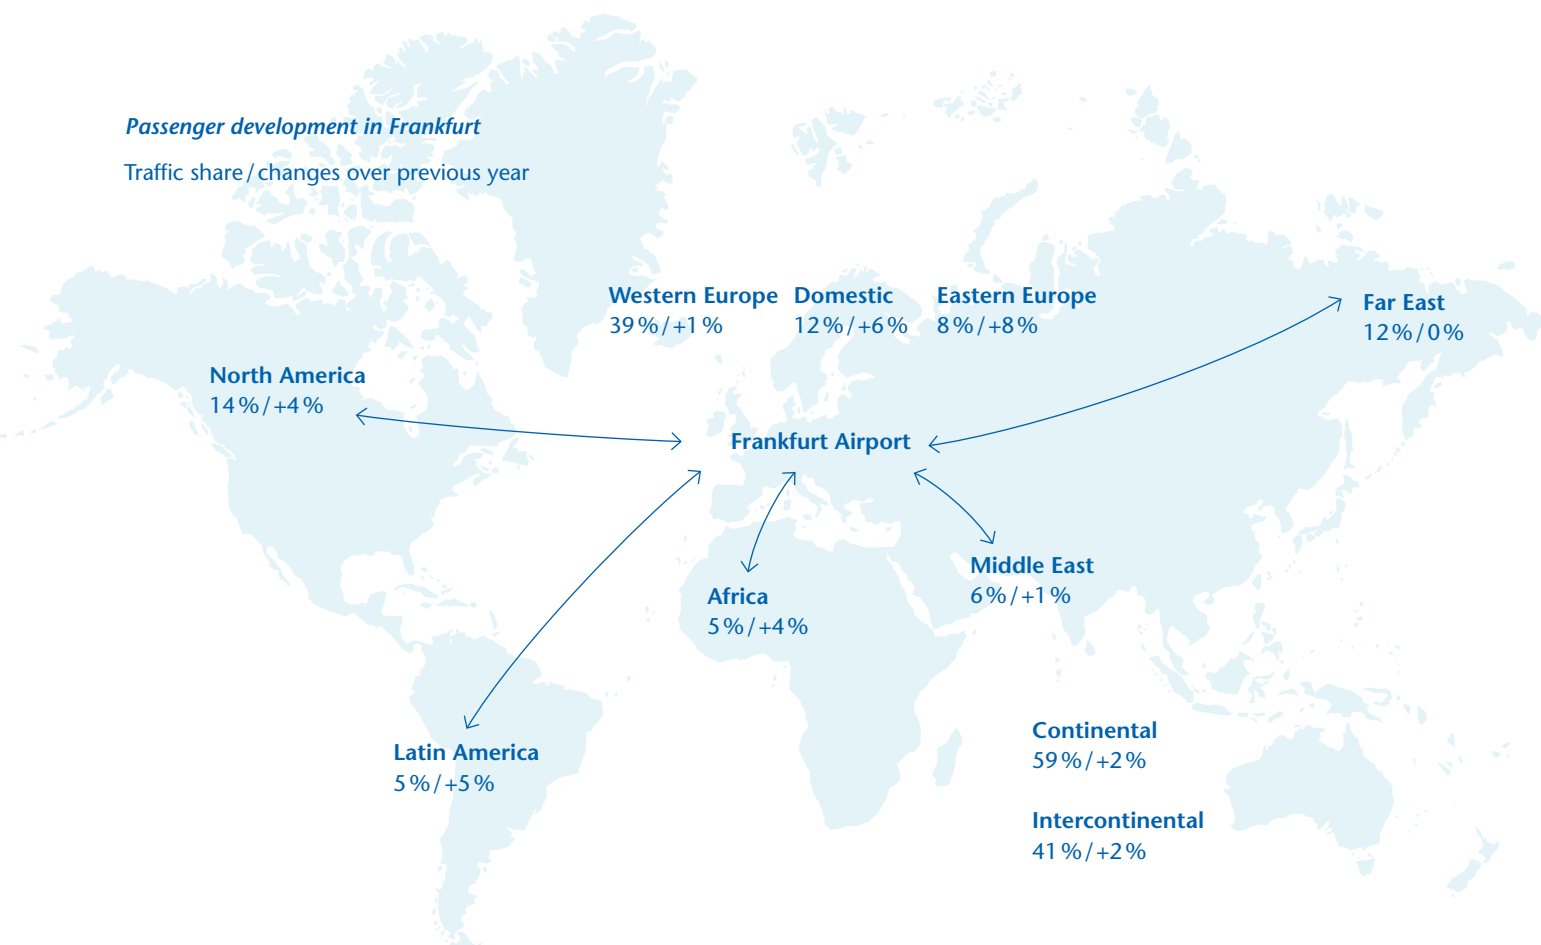 Passenger development in Frankfurt
Traffic share / changes over previous year
Western Europe
39 % / +1 %
Domestic
12 % / +6 %
Eastern Europe
8 % / +8 %
Far East
12 % / 0 %
North America
14 % / +4 %
Frankfurt Airport
Middle East
6 % / +1 %
Africa
5 % / +4 %
Latin America
5 % / +5 %
Continental
59 % / +2 %
Intercontinental
41 % / +2 %